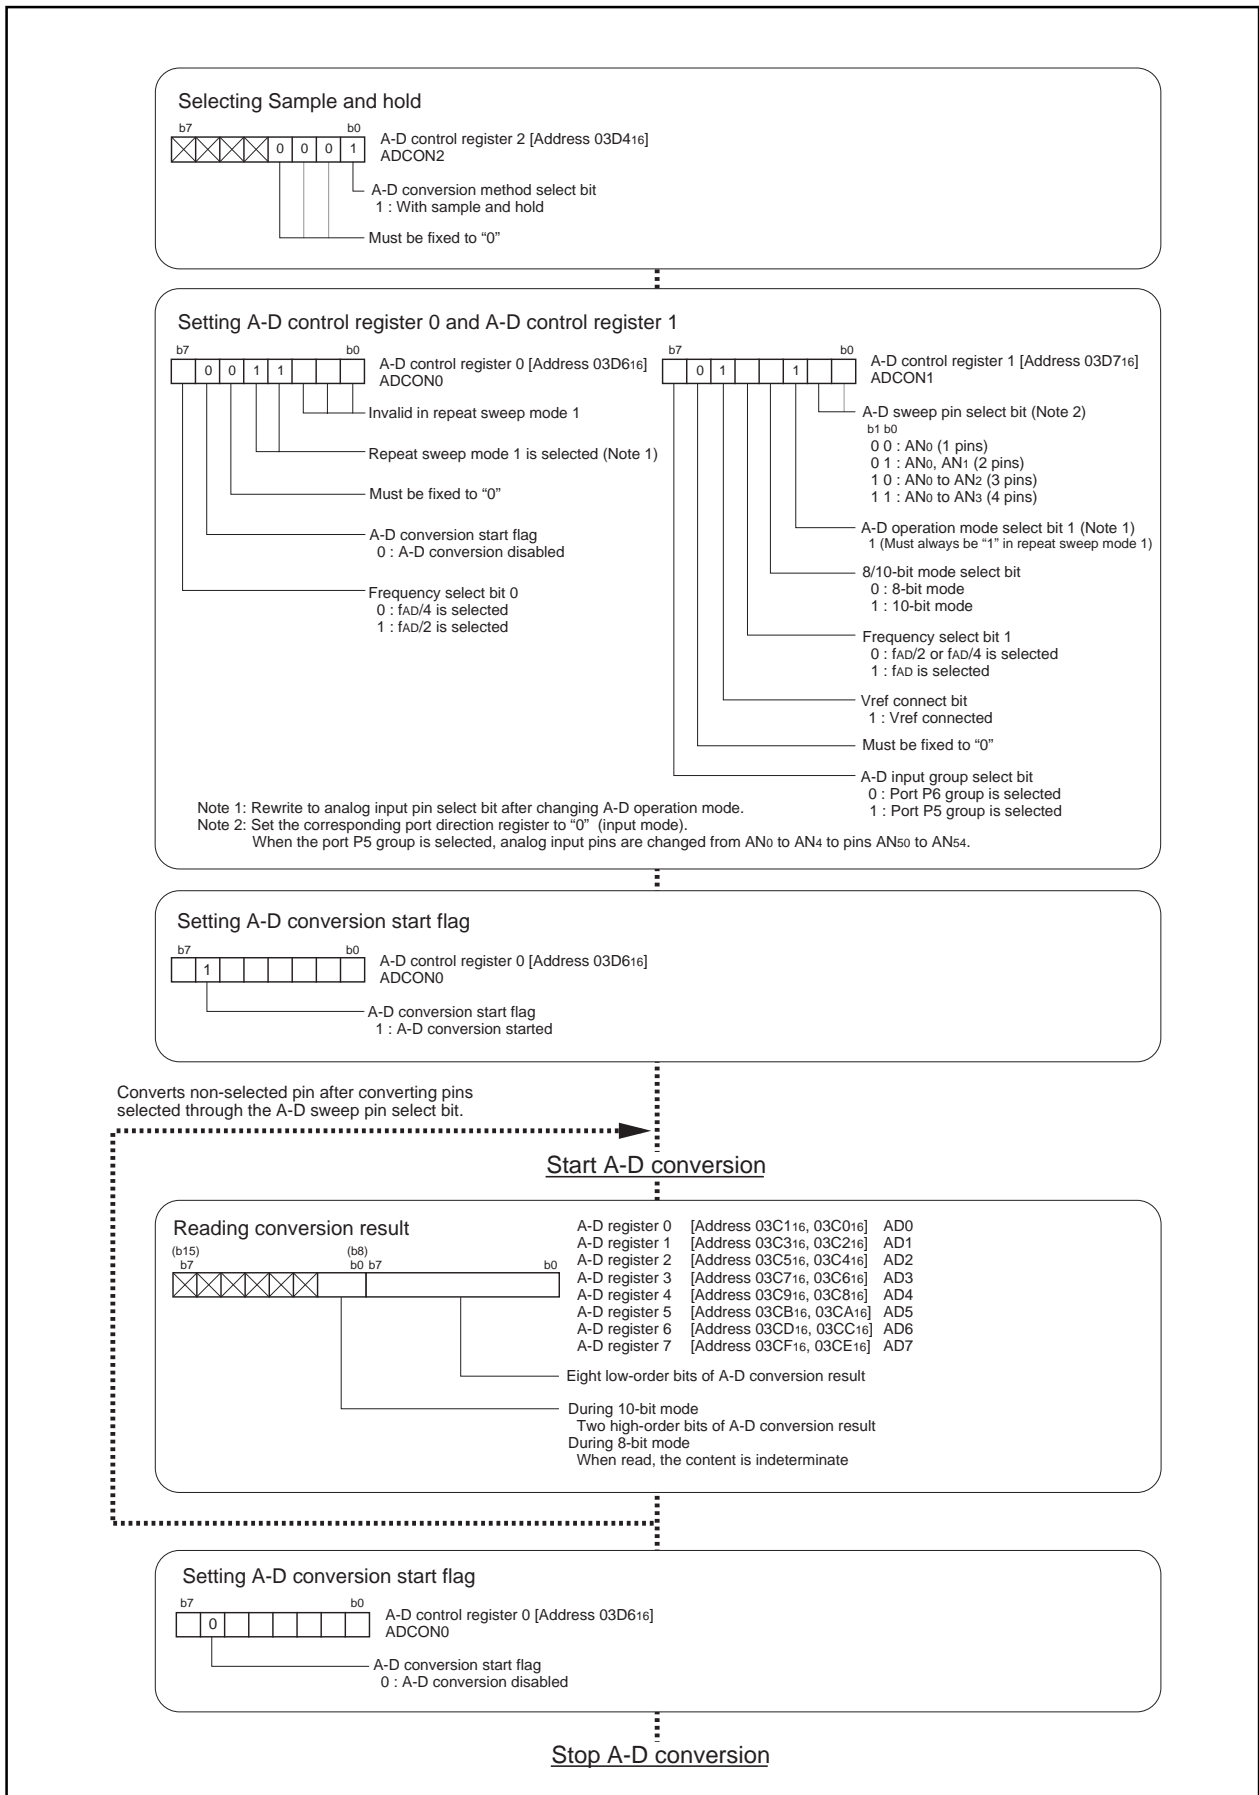 Selecting Sample and hold
b7 b0
0 0 0 1
A-D control register 2 [Address 03D416]
ADCON2
A-D conversion method select bit
1 : With sample and hold
Must be fixed to “0”
Setting A-D control register 0 and A-D control register 1
b7 b0
0 0 1 1
A-D control register 0 [Address 03D616]
ADCON0
Invalid in repeat sweep mode 1
Repeat sweep mode 1 is selected (Note 1)
Must be fixed to “0”
A-D conversion start flag
0 : A-D conversion disabled
Frequency select bit 0
0 : fAD/4 is selected
1 : fAD/2 is selected
b7 b0
0 1 1
A-D control register 1 [Address 03D716]
ADCON1
A-D sweep pin select bit (Note 2)
b1 b0
0 0 : AN0 (1 pins)
0 1 : AN0, AN1 (2 pins)
1 0 : AN0 to AN2 (3 pins)
1 1 : AN0 to AN3 (4 pins)
A-D operation mode select bit 1 (Note 1)
1 (Must always be “1” in repeat sweep mode 1)
8/10-bit mode select bit
0 : 8-bit mode
1 : 10-bit mode
Frequency select bit 1
0 : fAD/2 or fAD/4 is selected
1 : fAD is selected
Vref connect bit
1 : Vref connected
Must be fixed to “0”
A-D input group select bit
0 : Port P6 group is selected
1 : Port P5 group is selected
Note 1: Rewrite to analog input pin select bit after changing A-D operation mode.
Note 2: Set the corresponding port direction register to “0” (input mode).
When the port P5 group is selected, analog input pins are changed from AN0 to AN4 to pins AN50 to AN54.
Setting A-D conversion start flag
b7 b0
1
A-D control register 0 [Address 03D616]
ADCON0
A-D conversion start flag
1 : A-D conversion started
Converts non-selected pin after converting pins
selected through the A-D sweep pin select bit.
Start A-D conversion
Reading conversion result
(b15) (b8)
b7 b0 b7 b0
A-D register 0 [Address 03C116, 03C016] AD0
A-D register 1 [Address 03C316, 03C216] AD1
A-D register 2 [Address 03C516, 03C416] AD2
A-D register 3 [Address 03C716, 03C616] AD3
A-D register 4 [Address 03C916, 03C816] AD4
A-D register 5 [Address 03CB16, 03CA16] AD5
A-D register 6 [Address 03CD16, 03CC16] AD6
A-D register 7 [Address 03CF16, 03CE16] AD7
Eight low-order bits of A-D conversion result
During 10-bit mode
Two high-order bits of A-D conversion result
During 8-bit mode
When read, the content is indeterminate
Setting A-D conversion start flag
b7 b0
0
A-D control register 0 [Address 03D616]
ADCON0
A-D conversion start flag
0 : A-D conversion disabled
Stop A-D conversion